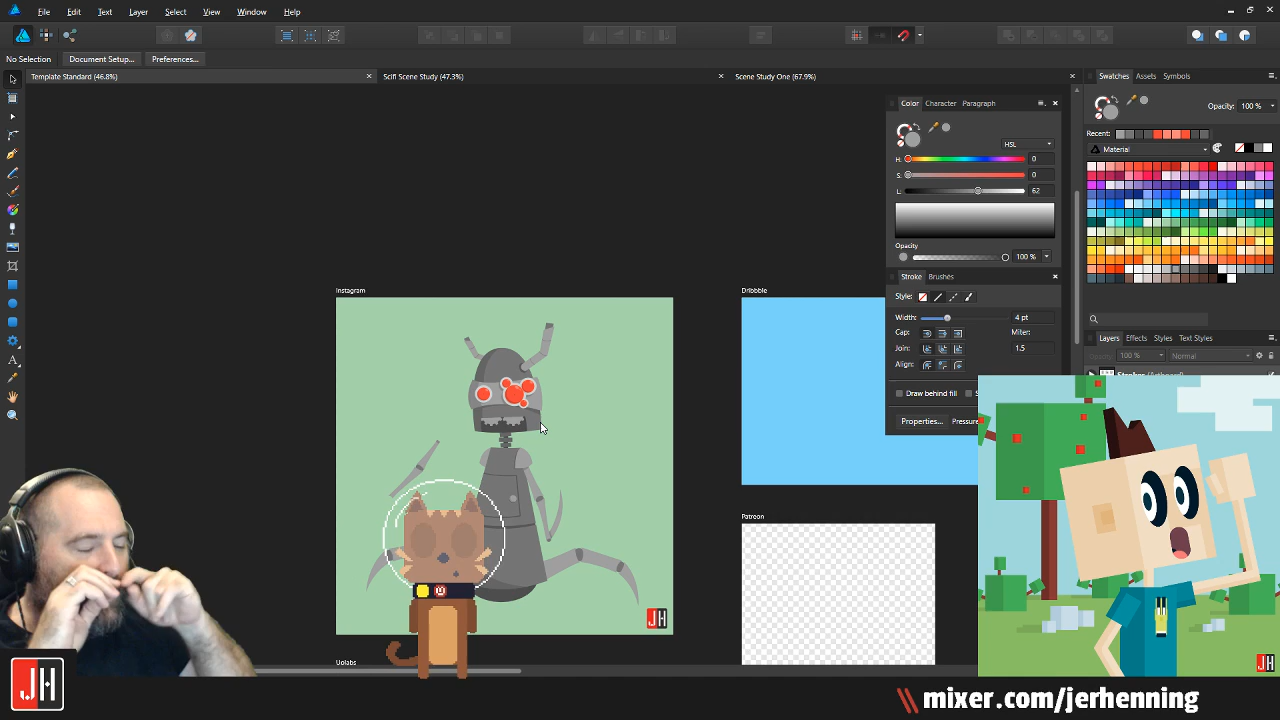 File Edit Text Document Layer Select View Window Help
No Selection Document Setup... Preferences...
Template Standard (46.8%) Scifi Scene Study (47.3%) Scene Study One (67.9%)
Swatches Assets Symbols
Color Character Paragraph
Opacity: 100 %
Recent:
HSL
Material
H: 0
S: 0
L: 62
Opacity
100 %
Stroke Brushes
Style:
Width: 4 pt
Cap: Miter:
Join: 1.5
Align:
Draw behind fill
Properties... Pressure
Layers Effects Styles Text Styles
Opacity: 100 % Normal
Instagram
Dribbble
Patreon
JH
Uolabs
JH
JH
mixer.com/jerhenning